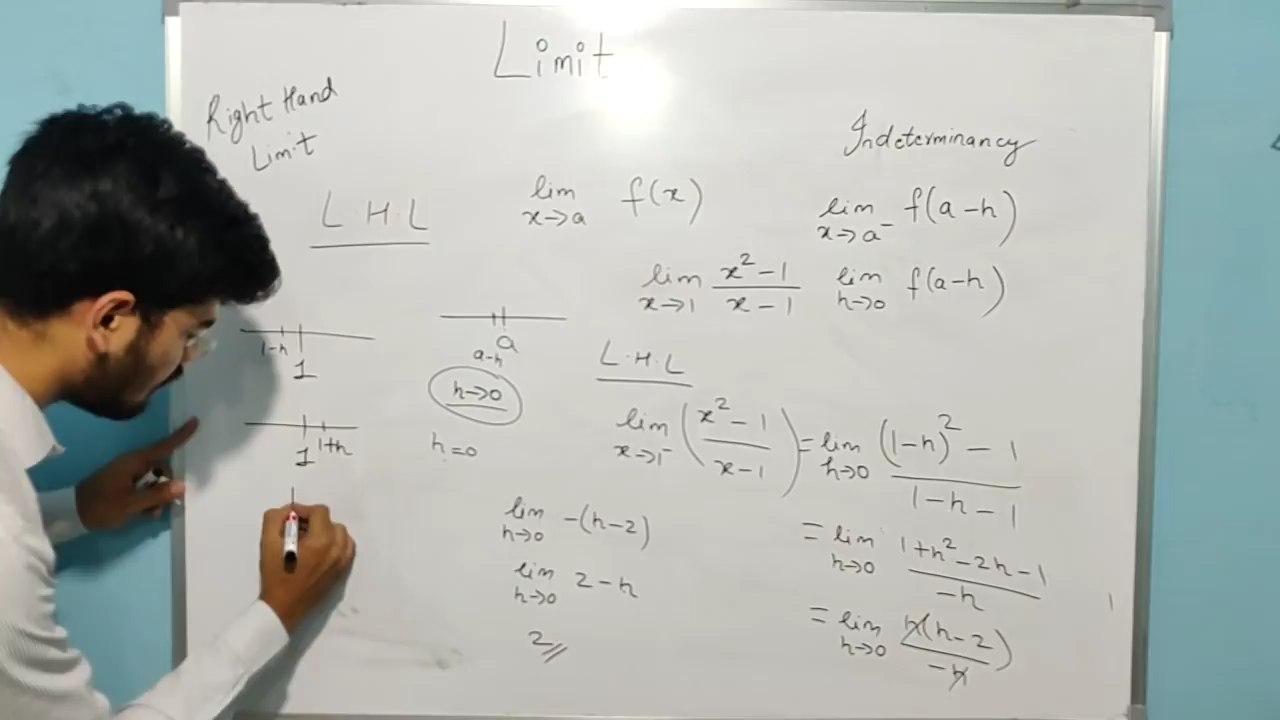 Limit
Right Hand
Limit
L.H.L
lim x→a f(x)
Indeterminancy
lim x→a⁻ f(a-h)
lim x→1 (x²-1)/(x-1)
lim h→0 f(a-h)
1-h
1
a
a-h
h→0
h=0
1 1+h
L.H.L
lim x→1⁻ ((x²-1)/(x-1)) = lim h→0 ((1-h)²-1)/(1-h-1)
= lim h→0 (1+h²-2h-1)/(-h)
= lim h→0 h(h-2)/(-h)
lim h→0 -(h-2)
lim h→0 2-h
2